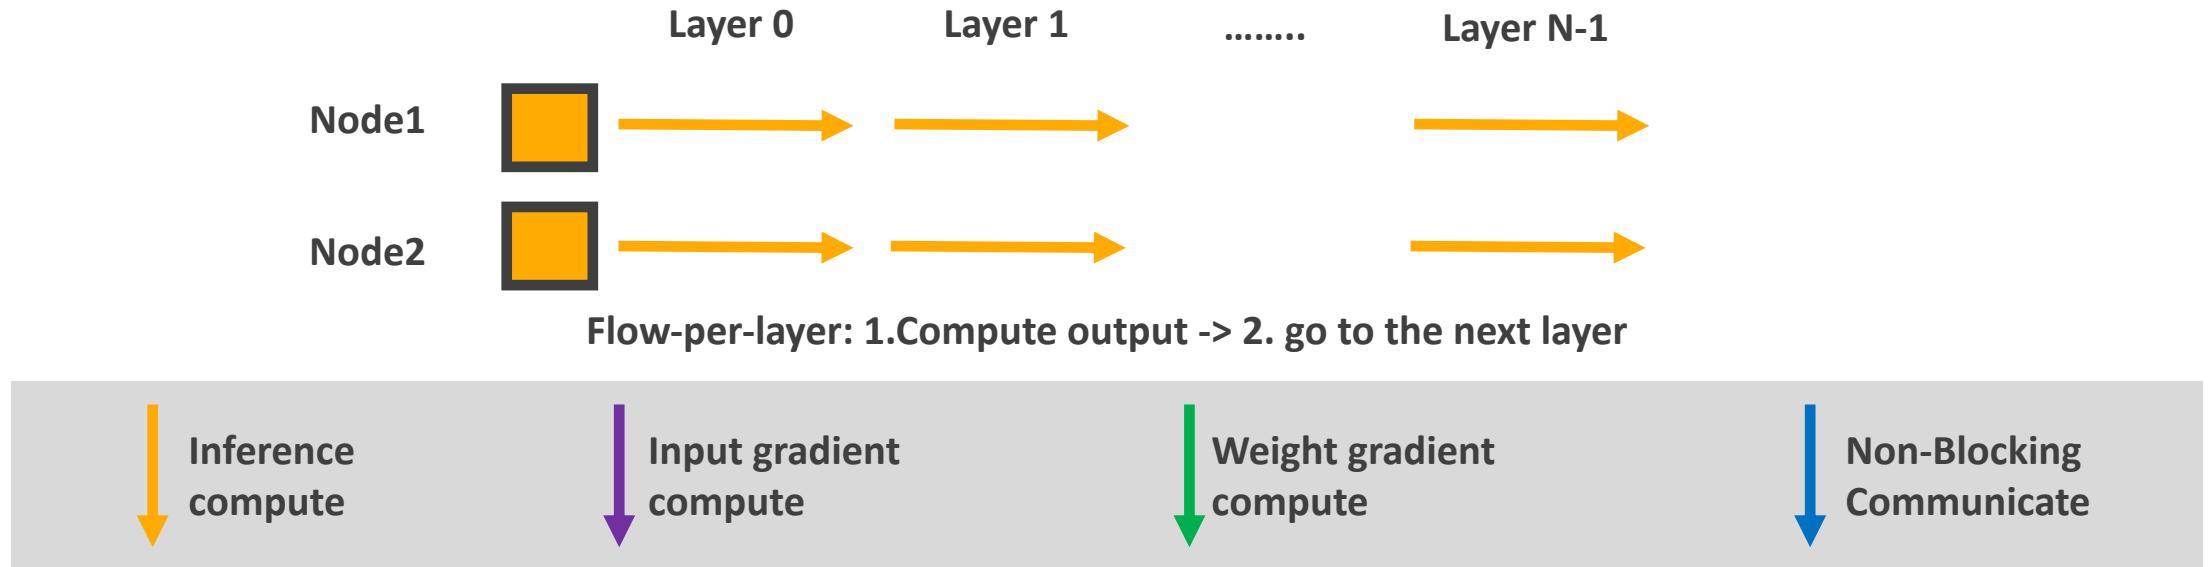 Layer 0
Layer 1
........
Layer N-1
Node1
Node2
Flow-per-layer: 1.Compute output -> 2. go to the next layer
Inference
compute
Input gradient
compute
Weight gradient
compute
Non-Blocking
Communicate